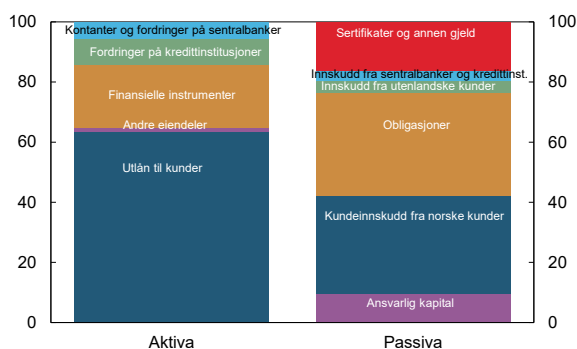 100
80
60
40
20
0
Kontanter og fordringer på sentralbanker
Fordringer på kredittinstitusjoner
Finansielle instrumenter
Andre eiendeler
Utlån til kunder
Sertifikater og annen gjeld
Innskudd fra sentralbanker og kredittinst.
Innskudd fra utenlandske kunder
Obligasjoner
Kundeinnskudd fra norske kunder
Ansvarlig kapital
100
80
60
40
20
0
Aktiva
Passiva